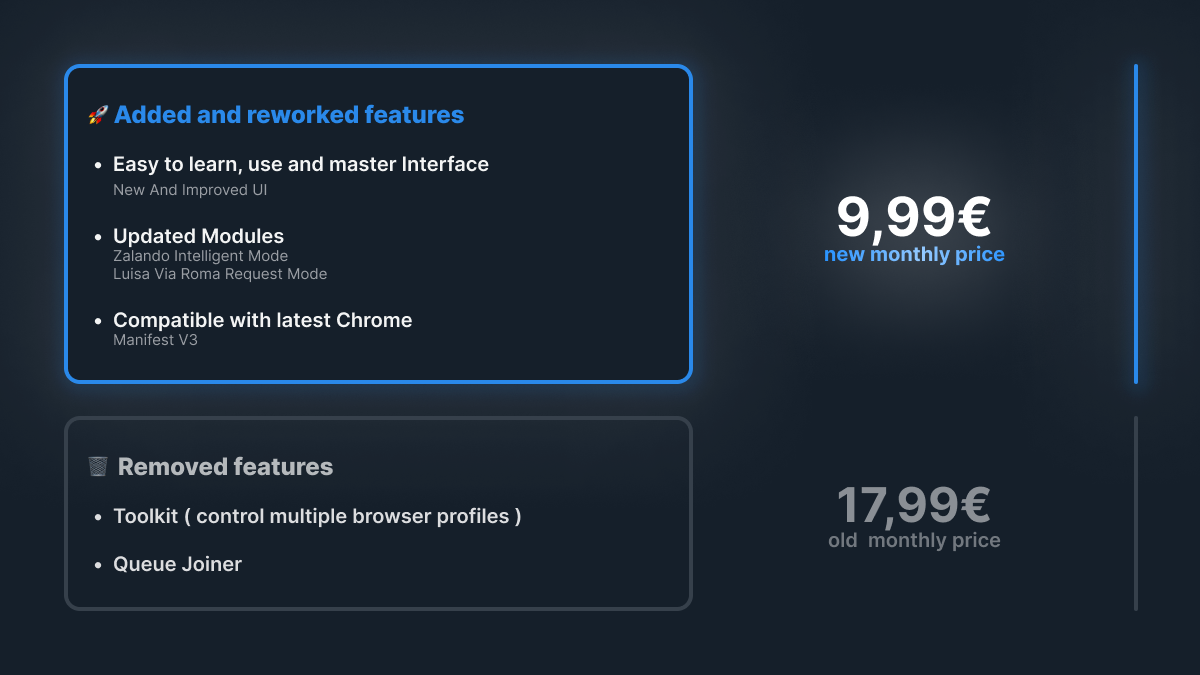 🚀 Added and reworked features
• Easy to learn, use and master Interface
New And Improved UI
• Updated Modules
Zalando Intelligent Mode
Luisa Via Roma Request Mode
• Compatible with latest Chrome
Manifest V3
9,99€
new monthly price
🗑️ Removed features
• Toolkit ( control multiple browser profiles )
• Queue Joiner
17,99€
old  monthly price